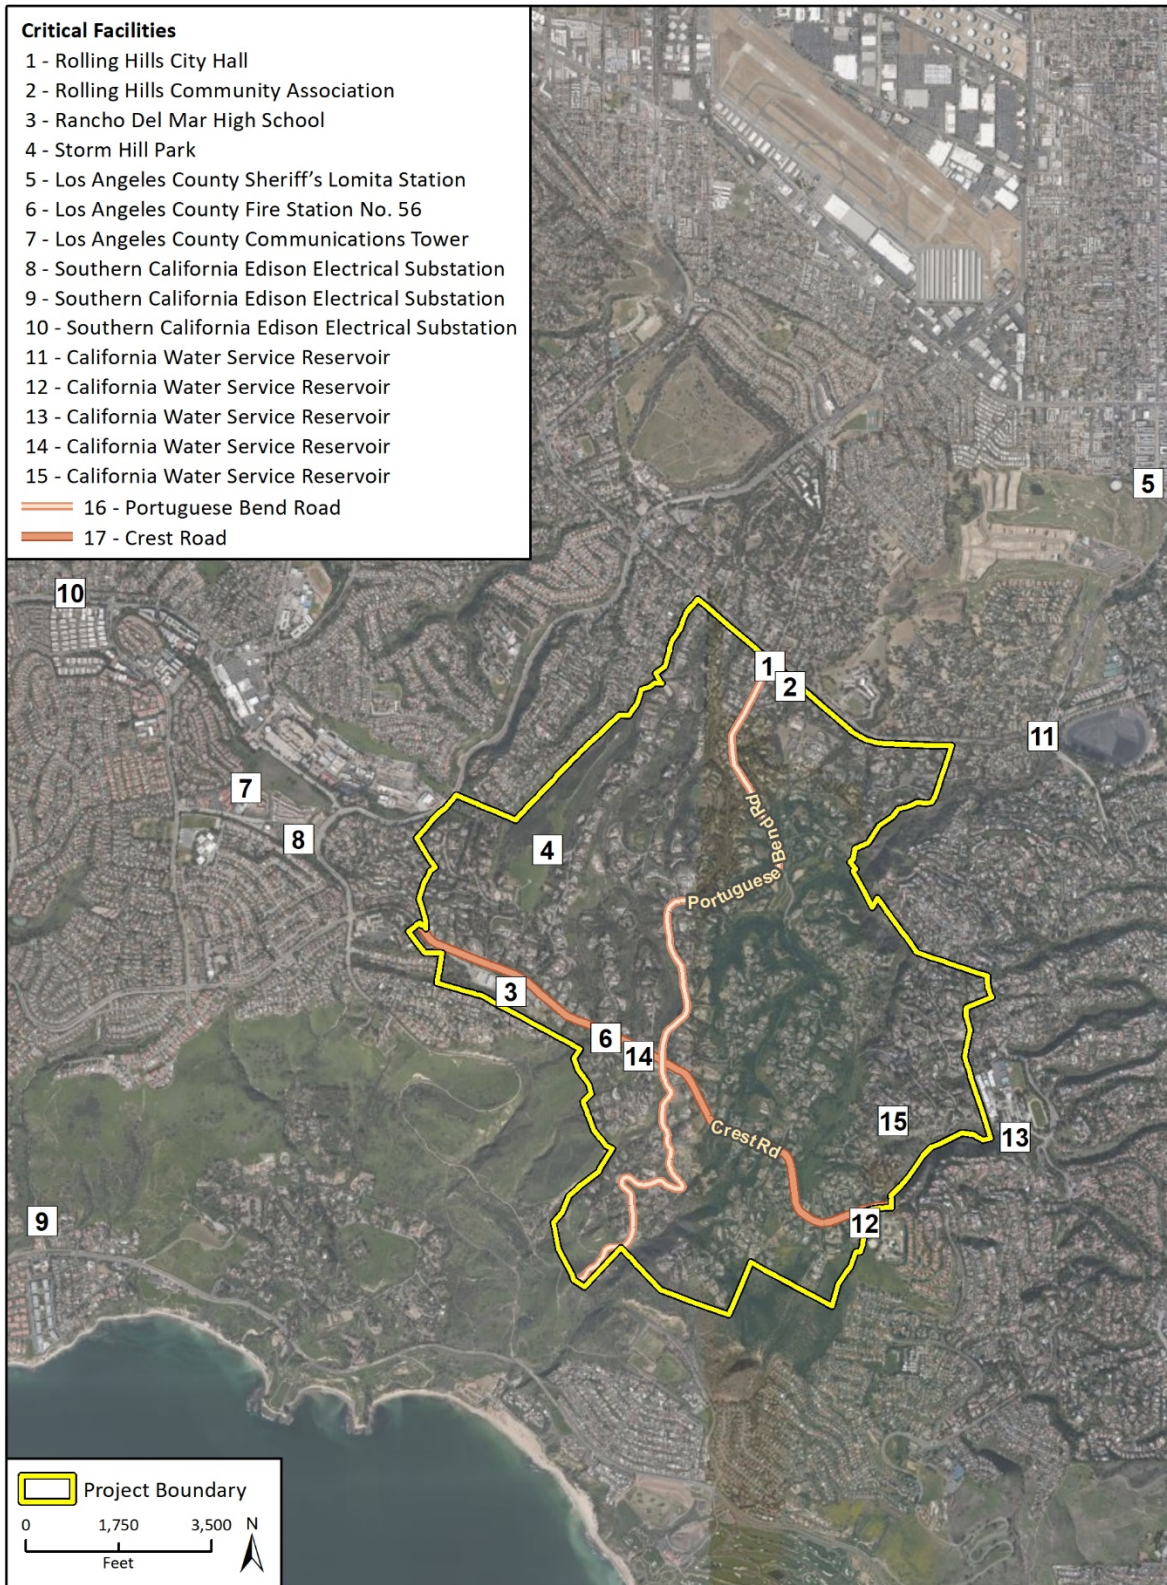 Critical Facilities
1 - Rolling Hills City Hall
2 - Rolling Hills Community Association
3 - Rancho Del Mar High School
4 - Storm Hill Park
5 - Los Angeles County Sheriff's Lomita Station
6 - Los Angeles County Fire Station No. 56
7 - Los Angeles County Communications Tower
8 - Southern California Edison Electrical Substation
9 - Southern California Edison Electrical Substation
10 - Southern California Edison Electrical Substation
11 - California Water Service Reservoir
12 - California Water Service Reservoir
13 - California Water Service Reservoir
14 - California Water Service Reservoir
15 - California Water Service Reservoir
16 - Portuguese Bend Road
17 - Crest Road
5
10
1
2
11
7
8
4
Portuguese Bend Rd
3
6
14
15
Crest Rd
13
9
12
Project Boundary
0 1,750 3,500
Feet
N